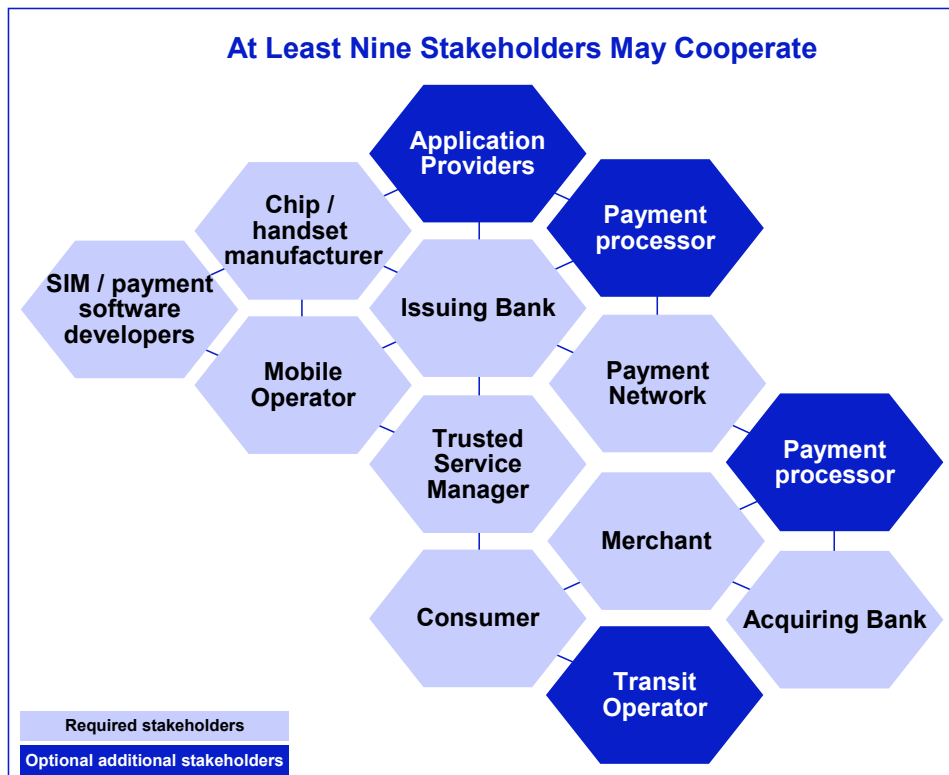 At Least Nine Stakeholders May Cooperate
Application
Providers
Chip /
handset
manufacturer
Payment
processor
SIM / payment
software
developers
Issuing Bank
Mobile
Operator
Payment
Network
Trusted
Service
Manager
Payment
processor
Merchant
Consumer
Acquiring Bank
Transit
Operator
Required stakeholders
Optional additional stakeholders